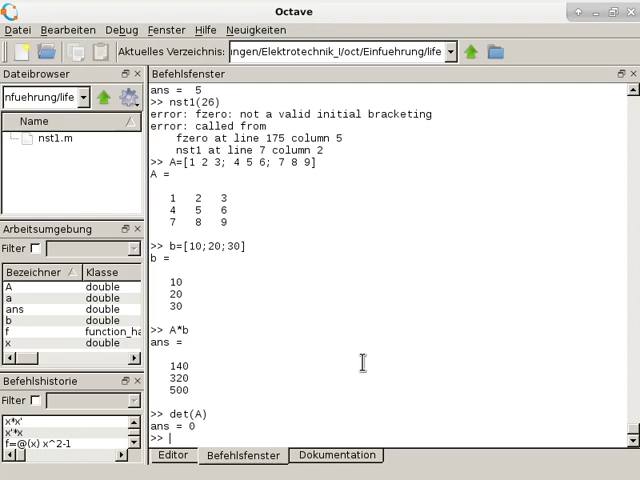 Octave
Datei Bearbeiten Debug Fenster Hilfe Neuigkeiten
Aktuelles Verzeichnis: ıngen/Elektrotechnik_I/oct/Einfuehrung/life
Dateibrowser
nfuehrung/life
Name
nst1.m
Arbeitsumgebung
Filter
Bezeichner Klasse
A double
a double
ans double
b double
f function_ha
x double
Befehlshistorie
Filter
x*x'
x'*x
f=@(x) x^2-1
Befehlsfenster
ans = 5
>> nst1(26)
error: fzero: not a valid initial bracketing
error: called from
fzero at line 175 column 5
nst1 at line 7 column 2
>> A=[1 2 3; 4 5 6; 7 8 9]
A =
1 2 3
4 5 6
7 8 9
>> b=[10;20;30]
b =
10
20
30
>> A*b
ans =
140
320
500
>> det(A)
ans = 0
>>
Editor Befehlsfenster Dokumentation